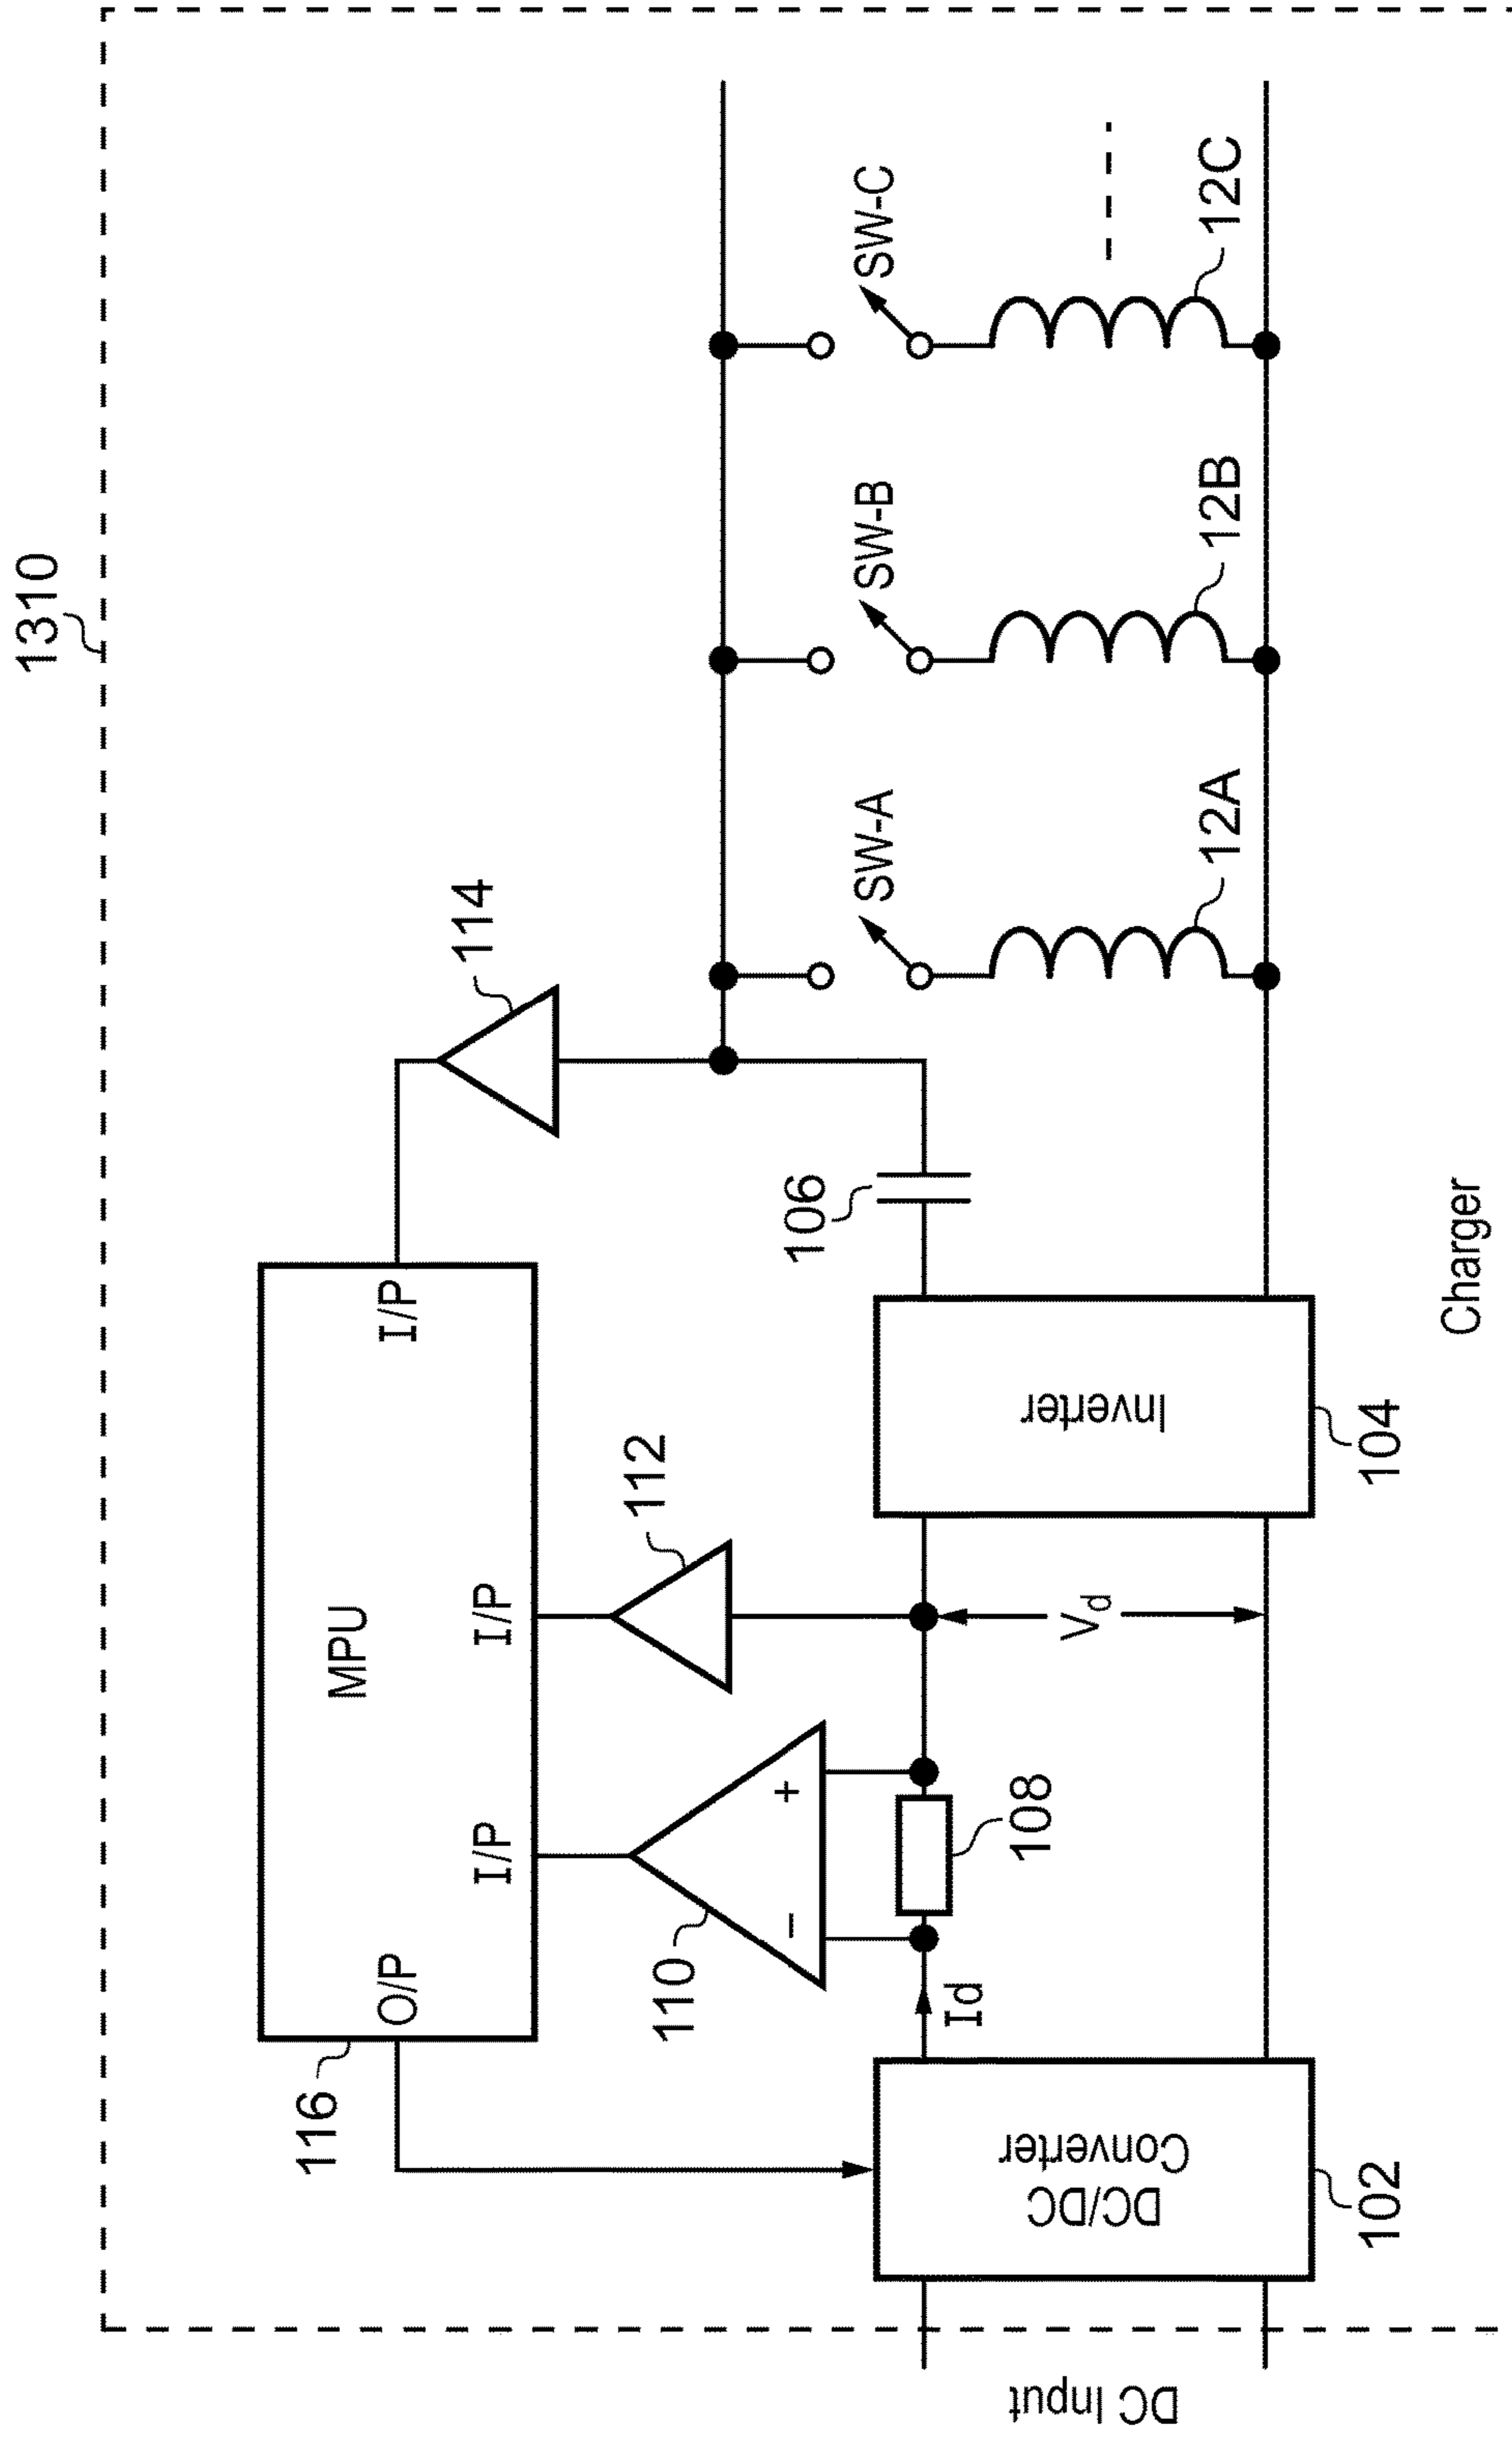 1310
116
MPU
O/P
I/P
I/P
I/P
110
112
114
Id
108
Vd
106
SW-A
SW-B
SW-C
DC Input
DC/DC
Converter
102
Inverter
104
12A
12B
12C
+
−
Charger